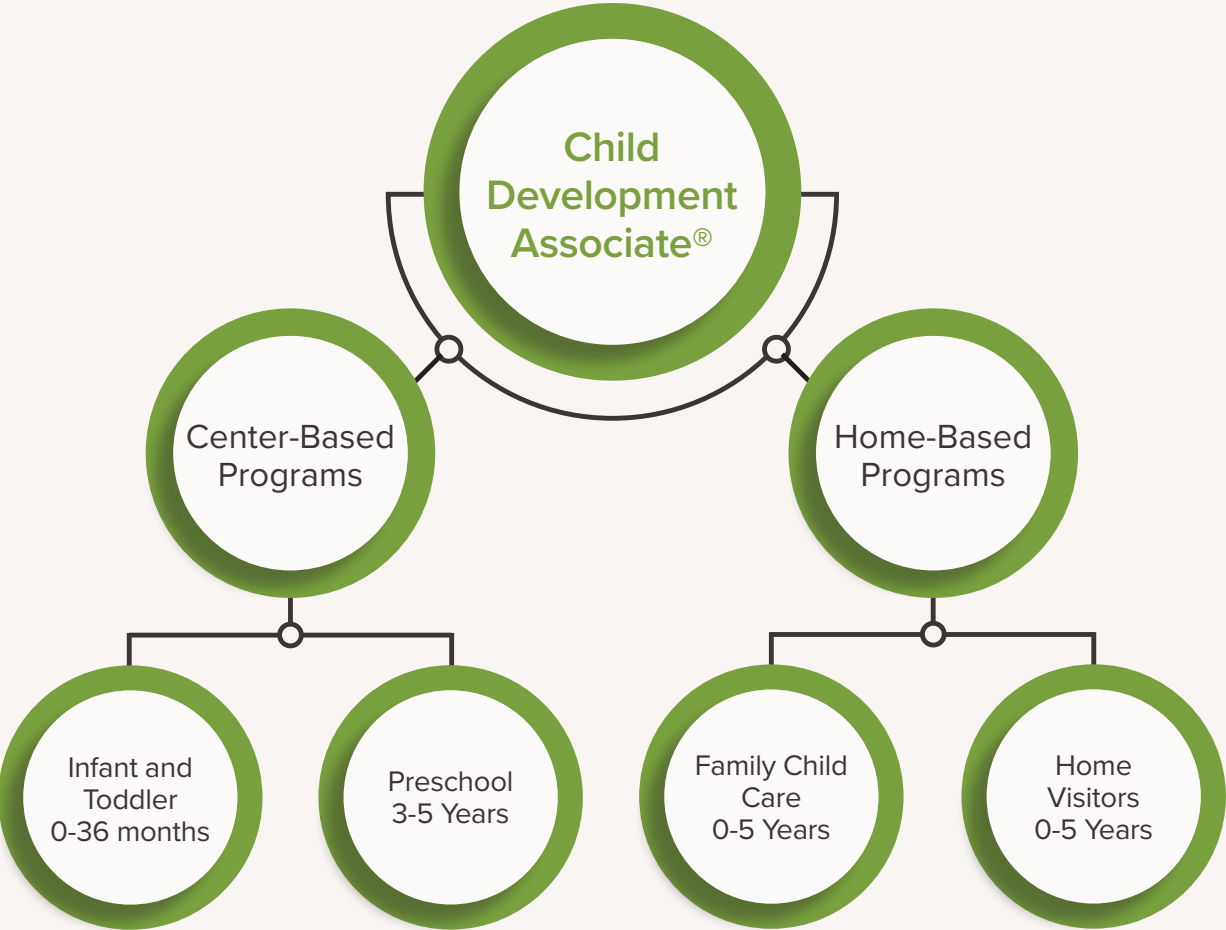 Child
Development
Associate®
Center-Based
Programs
Home-Based
Programs
Infant and
Toddler
0-36 months
Preschool
3-5 Years
Family Child
Care
0-5 Years
Home
Visitors
0-5 Years